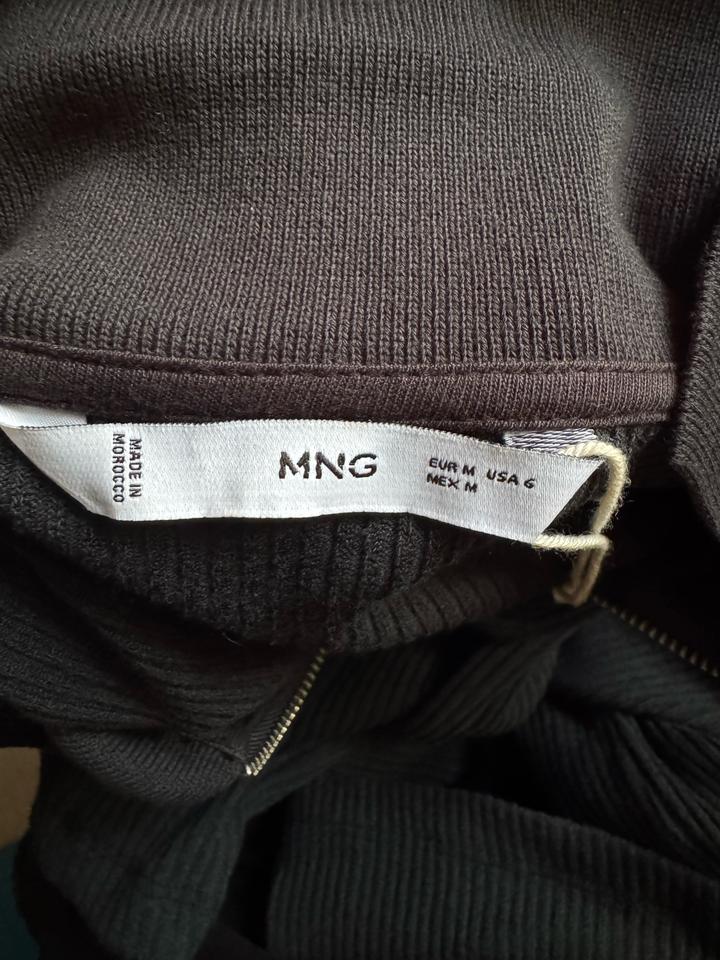 MADE IN
MOROCCO
MNG
EUR M USA 6
MEX M